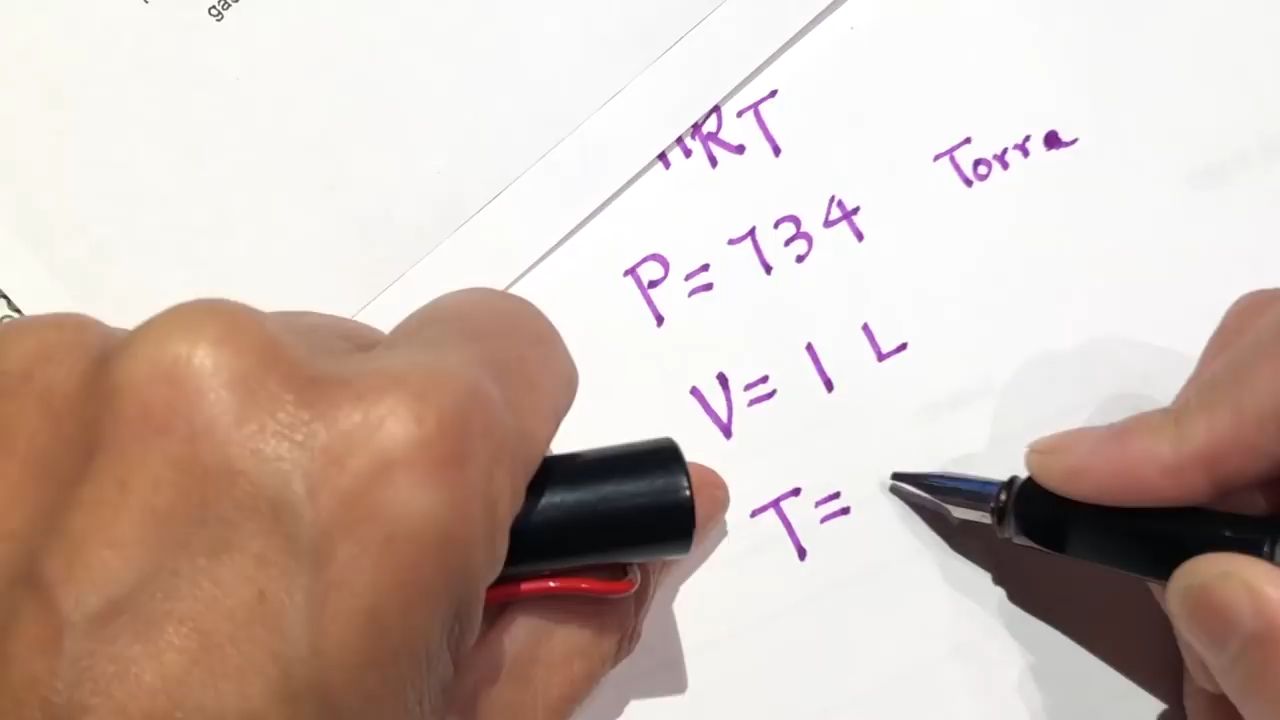 nRT
Torra
P = 734
V = 1 L
T =